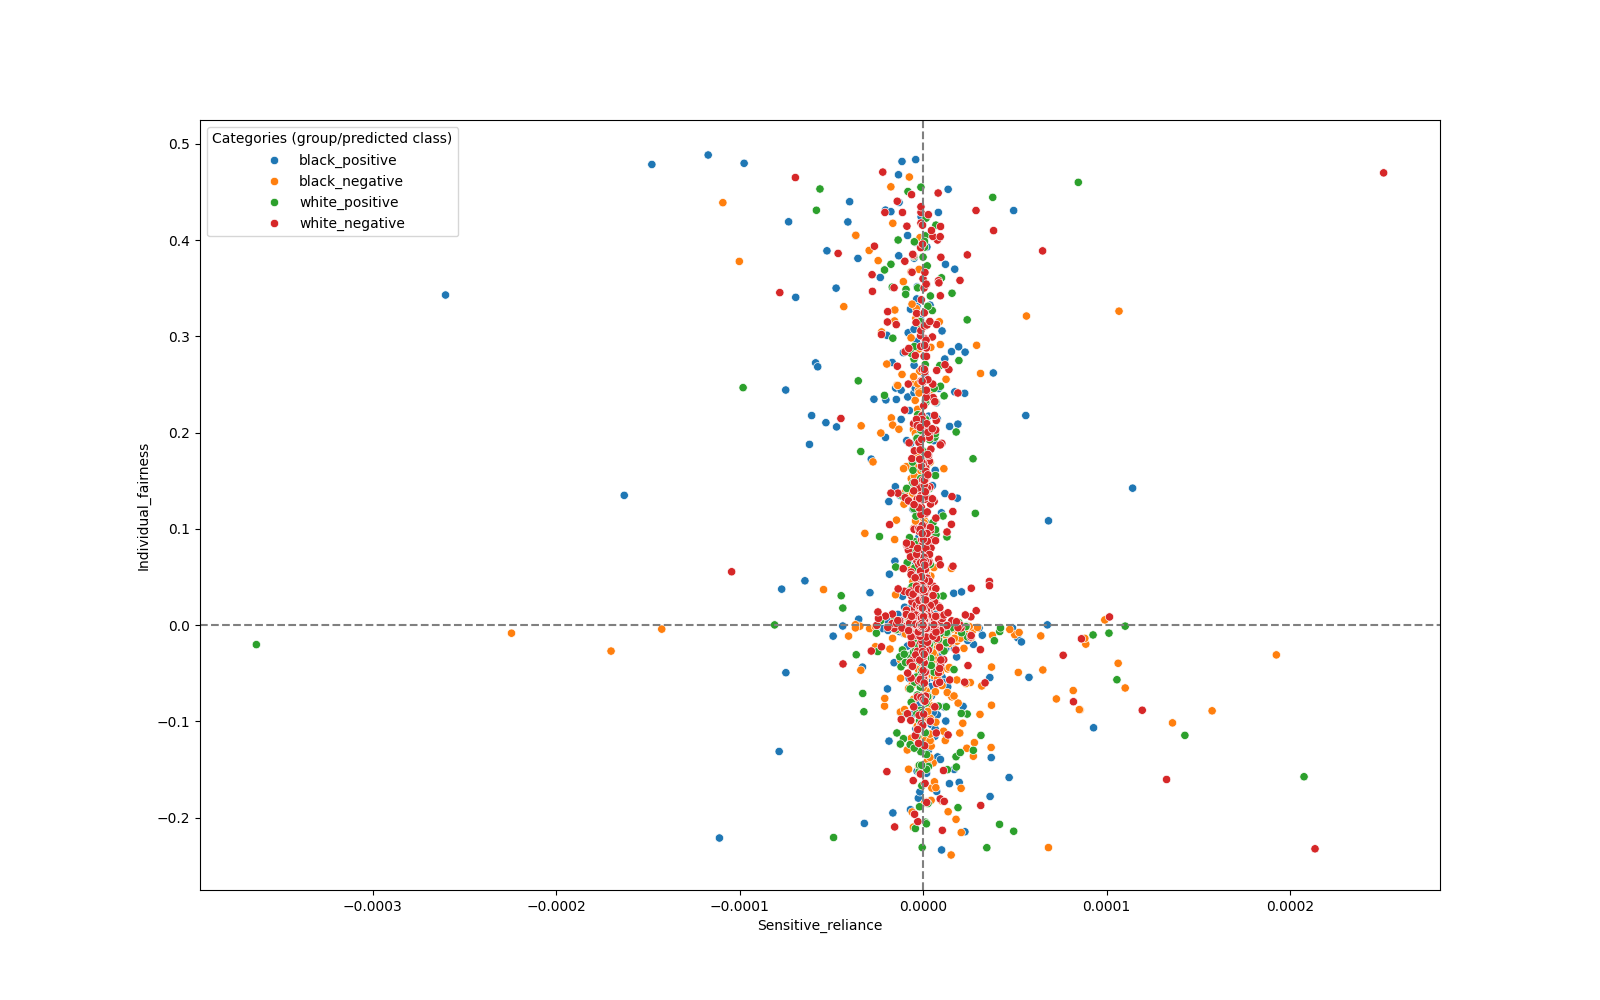 Categories (group/predicted class)
black_positive
black_negative
white_positive
white_negative
0.5
0.4
0.3
0.2
0.1
0.0
−0.1
−0.2
Individual_fairness
−0.0003
−0.0002
−0.0001
0.0000
0.0001
0.0002
Sensitive_reliance